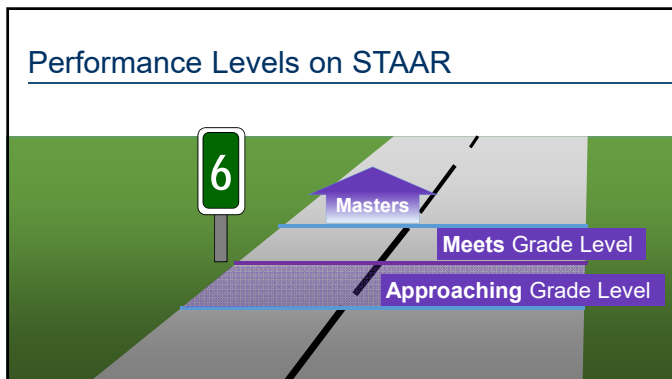 Performance Levels on STAAR
6
Masters
Meets Grade Level
Approaching Grade Level